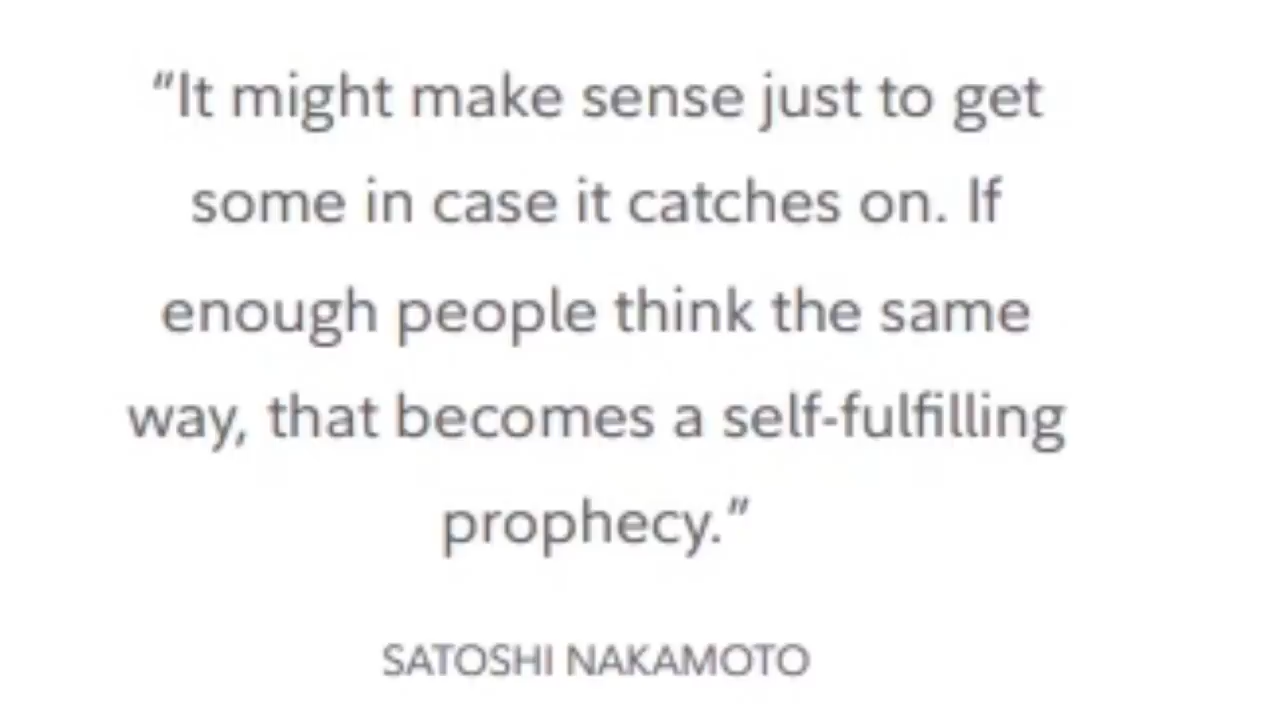 “It might make sense just to get
some in case it catches on. If
enough people think the same
way, that becomes a self-fulfilling
prophecy.”
SATOSHI NAKAMOTO